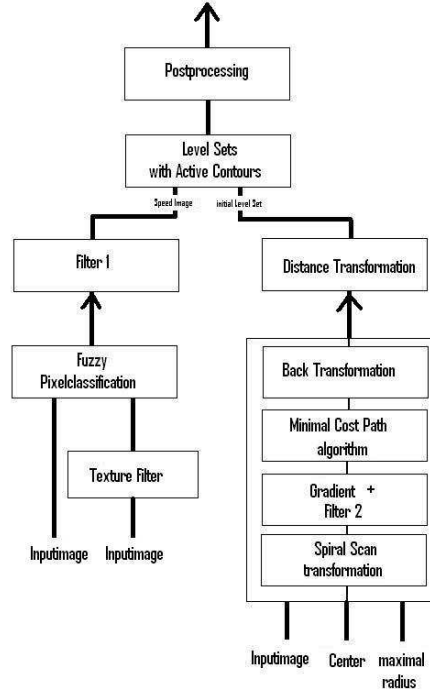 Postprocessing
Level Sets
with Active Contours
Speed Image
initial Level Set
Filter 1
Distance Transformation
Fuzzy
Pixelclassification
Back Transformation
Minimal Cost Path
algorithm
Texture Filter
Gradient +
Filter 2
Spiral Scan
transformation
Inputimage
Inputimage
Inputimage
Center
maximal
radius